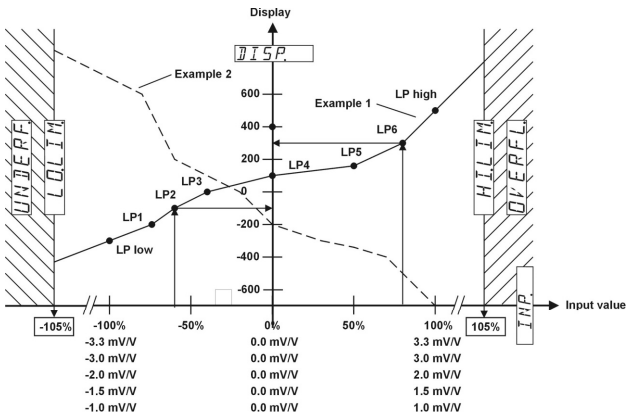 Display
DISP.
Example 2
600
LP high
Example 1
400
LP6
UNDERF.
LO.LIM.
HI.LIM.
OVERFL.
200
LP5
LP4
LP3
LP2
0
LP1
-200
LP low
-400
-600
INP.
Input value
-105% -100% -50% 0% 50% 100% 105%
-3.3 mV/V 0.0 mV/V 3.3 mV/V
-3.0 mV/V 0.0 mV/V 3.0 mV/V
-2.0 mV/V 0.0 mV/V 2.0 mV/V
-1.5 mV/V 0.0 mV/V 1.5 mV/V
-1.0 mV/V 0.0 mV/V 1.0 mV/V